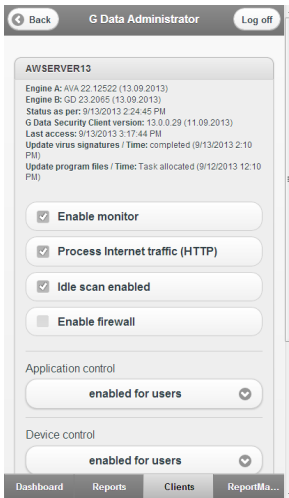 Back
G Data Administrator
Log off
AWSERVER13
Engine A: AVA 22.12522 (13.09.2013)
Engine B: GD 23.2065 (13.09.2013)
Status as per: 9/13/2013 2:24:45 PM
G Data Security Client version: 13.0.0.29 (11.09.2013)
Last access: 9/13/2013 3:17:44 PM
Update virus signatures / Time: completed (9/13/2013 2:10
PM)
Update program files / Time: Task allocated (9/12/2013 12:10
PM)
Enable monitor
Process Internet traffic (HTTP)
Idle scan enabled
Enable firewall
Application control
enabled for users
Device control
enabled for users
Dashboard
Reports
Clients
ReportMa...